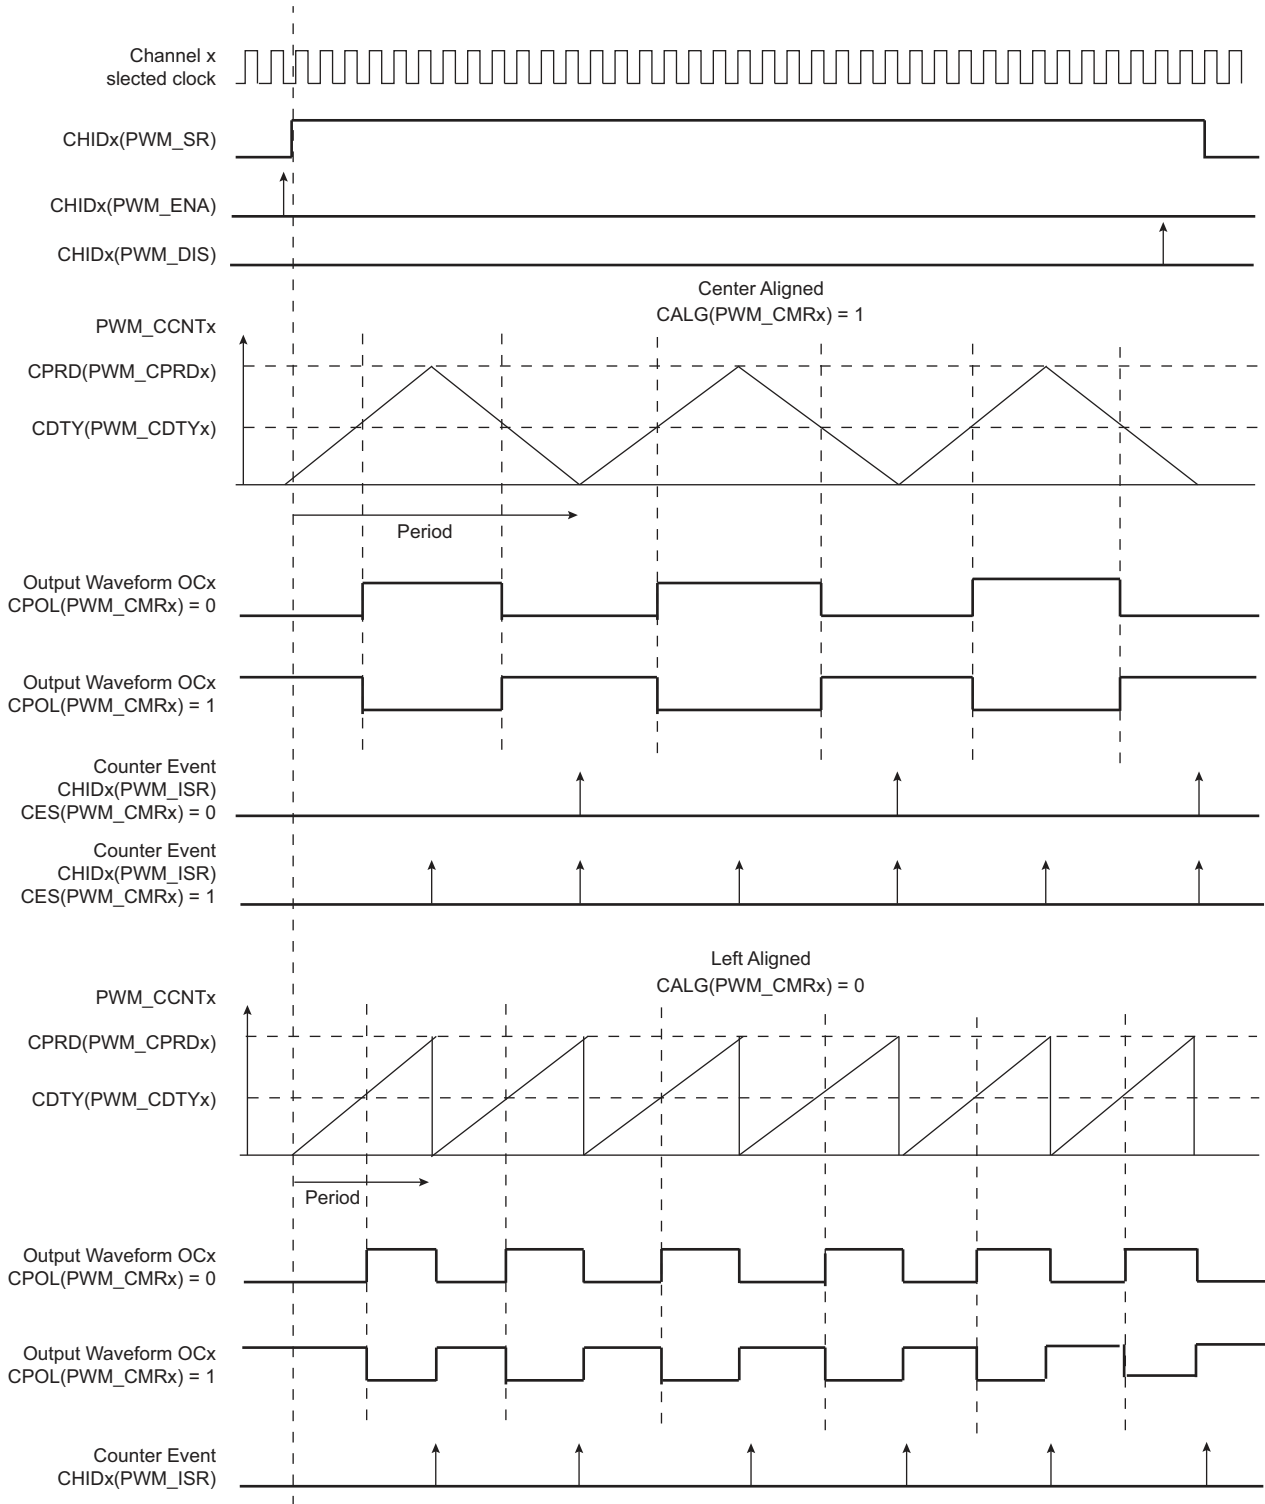 Channel x
slected clock
CHIDx(PWM_SR)
CHIDx(PWM_ENA)
CHIDx(PWM_DIS)
Center Aligned
CALG(PWM_CMRx) = 1
PWM_CCNTx
CPRD(PWM_CPRDx)
CDTY(PWM_CDTYx)
Period
Output Waveform OCx
CPOL(PWM_CMRx) = 0
Output Waveform OCx
CPOL(PWM_CMRx) = 1
Counter Event
CHIDx(PWM_ISR)
CES(PWM_CMRx) = 0
Counter Event
CHIDx(PWM_ISR)
CES(PWM_CMRx) = 1
Left Aligned
CALG(PWM_CMRx) = 0
PWM_CCNTx
CPRD(PWM_CPRDx)
CDTY(PWM_CDTYx)
Period
Output Waveform OCx
CPOL(PWM_CMRx) = 0
Output Waveform OCx
CPOL(PWM_CMRx) = 1
Counter Event
CHIDx(PWM_ISR)